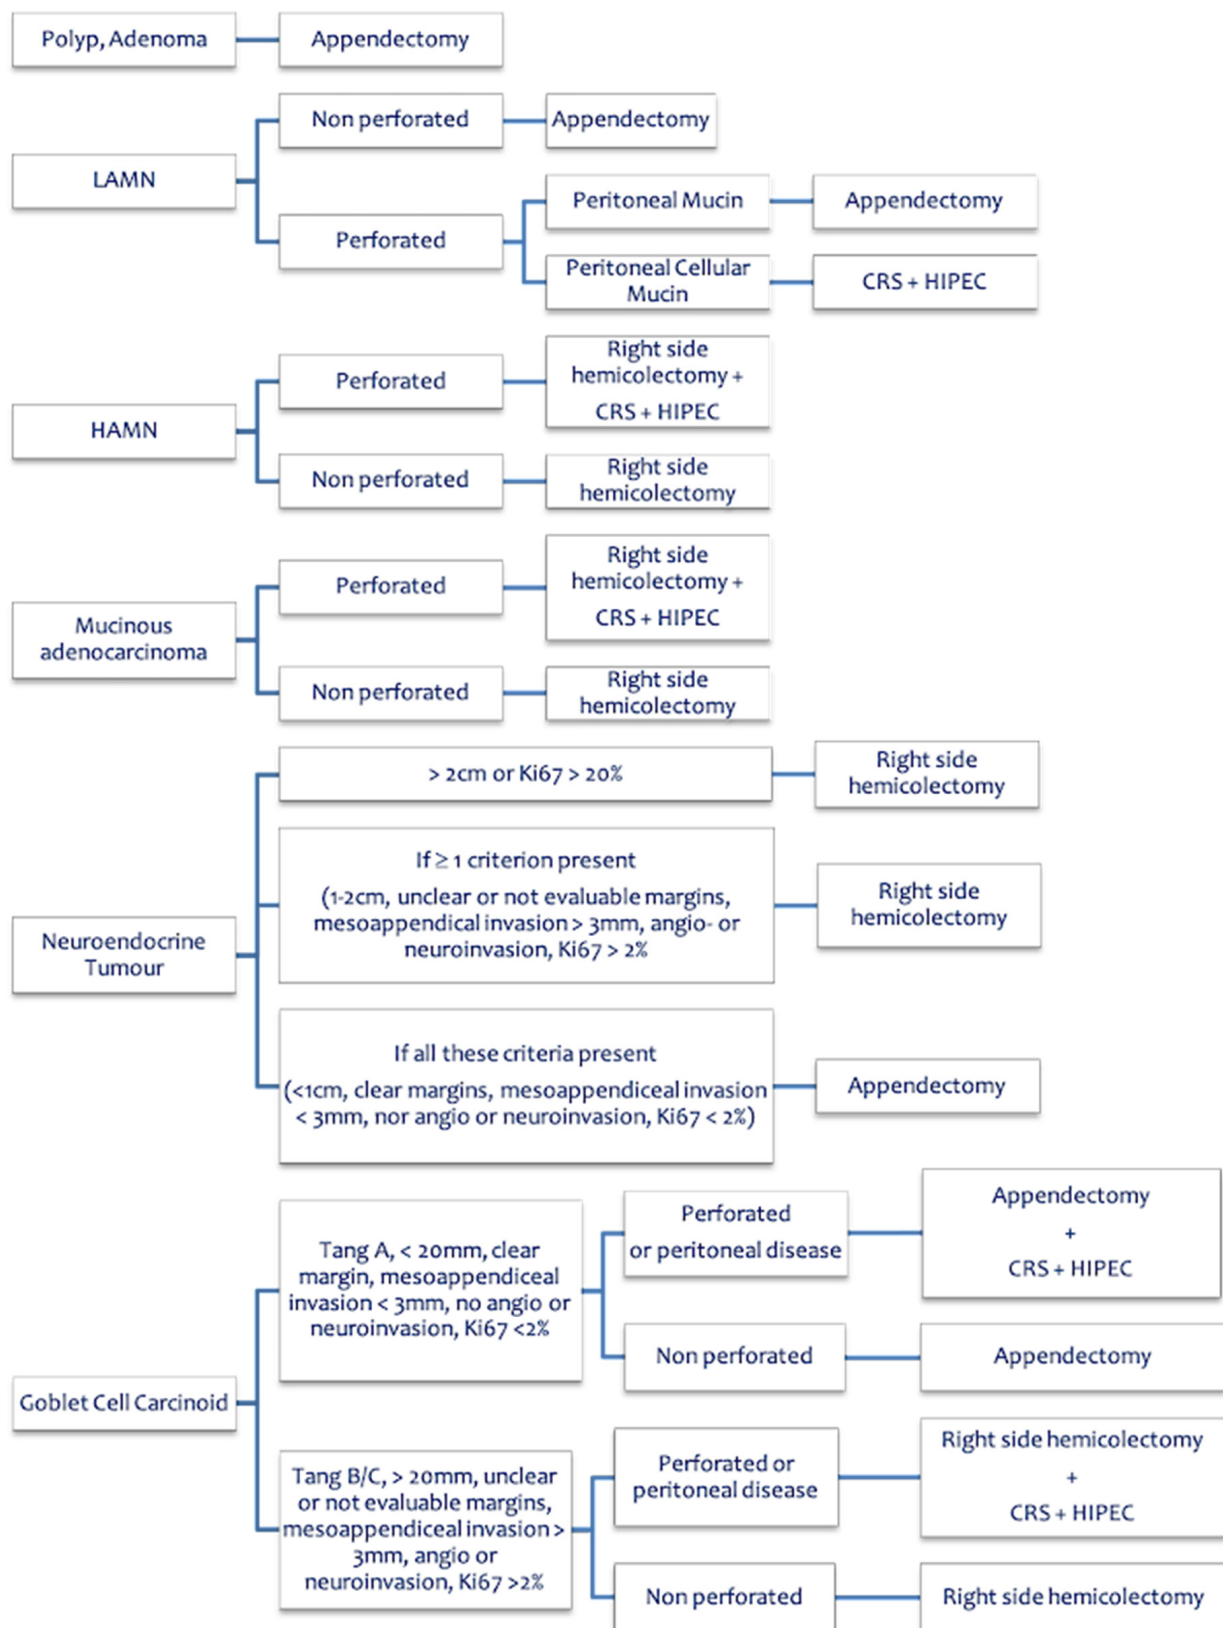 Polyp, Adenoma
Appendectomy
LAMN
Non perforated
Appendectomy
Perforated
Peritoneal Mucin
Appendectomy
Peritoneal Cellular
Mucin
CRS + HIPEC
HAMN
Perforated
Right side
hemicolectomy +
CRS + HIPEC
Non perforated
Right side
hemicolectomy
Mucinous
adenocarcinoma
Perforated
Right side
hemicolectomy +
CRS + HIPEC
Non perforated
Right side
hemicolectomy
Neuroendocrine
Tumour
> 2cm or Ki67 > 20%
Right side
hemicolectomy
If ≥ 1 criterion present
(1-2cm, unclear or not evaluable margins,
mesoappendical invasion > 3mm, angio- or
neuroinvasion, Ki67 > 2%
Right side
hemicolectomy
If all these criteria present
(<1cm, clear margins, mesoappendiceal invasion
< 3mm, nor angio or neuroinvasion, Ki67 < 2%)
Appendectomy
Goblet Cell Carcinoid
Tang A, < 20mm, clear
margin, mesoappendiceal
invasion < 3mm, no angio or
neuroinvasion, Ki67 <2%
Perforated
or peritoneal disease
Appendectomy
+
CRS + HIPEC
Non perforated
Appendectomy
Tang B/C, > 20mm, unclear
or not evaluable margins,
mesoappendiceal invasion >
3mm, angio or
neuroinvasion, Ki67 >2%
Perforated or
peritoneal disease
Right side hemicolectomy
+
CRS + HIPEC
Non perforated
Right side hemicolectomy